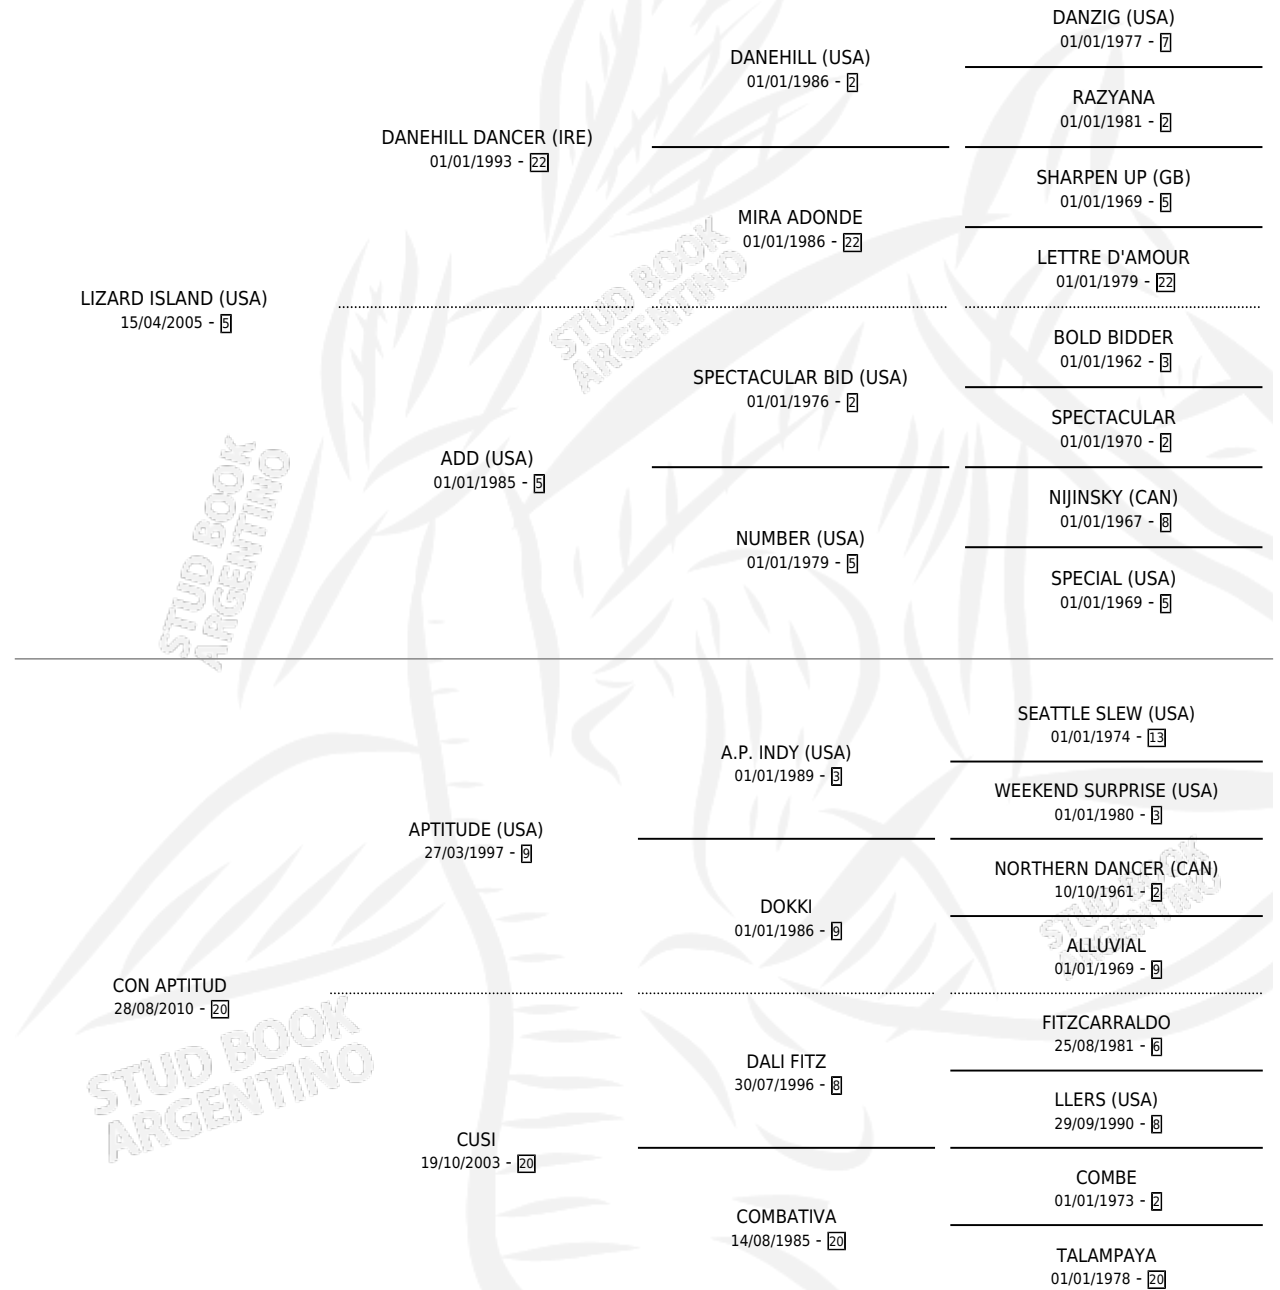 DANZIG (USA)
01/01/1977 - 7
DANEHILL (USA)
01/01/1986 - 2
RAZYANA
01/01/1981 - 2
DANEHILL DANCER (IRE)
01/01/1993 - 22
SHARPEN UP (GB)
01/01/1969 - 5
MIRA ADONDE
01/01/1986 - 22
LETTRE D'AMOUR
01/01/1979 - 22
LIZARD ISLAND (USA)
15/04/2005 - 5
BOLD BIDDER
01/01/1962 - 3
SPECTACULAR BID (USA)
01/01/1976 - 2
SPECTACULAR
01/01/1970 - 2
ADD (USA)
01/01/1985 - 5
NIJINSKY (CAN)
01/01/1967 - 8
NUMBER (USA)
01/01/1979 - 5
SPECIAL (USA)
01/01/1969 - 5
SEATTLE SLEW (USA)
01/01/1974 - 13
A.P. INDY (USA)
01/01/1989 - 3
WEEKEND SURPRISE (USA)
01/01/1980 - 3
APTITUDE (USA)
27/03/1997 - 9
NORTHERN DANCER (CAN)
10/10/1961 - 2
DOKKI
01/01/1986 - 9
ALLUVIAL
01/01/1969 - 9
CON APTITUD
28/08/2010 - 20
FITZCARRALDO
25/08/1981 - 6
DALI FITZ
30/07/1996 - 8
LLERS (USA)
29/09/1990 - 8
CUSI
19/10/2003 - 20
COMBE
01/01/1973 - 2
COMBATIVA
14/08/1985 - 20
TALAMPAYA
01/01/1978 - 20
STUD BOOK
ARGENTINO
STUD BOOK
ARGENTINO
STUD BOOK
ARGENTINO
STUD BOOK
ARGENTINO